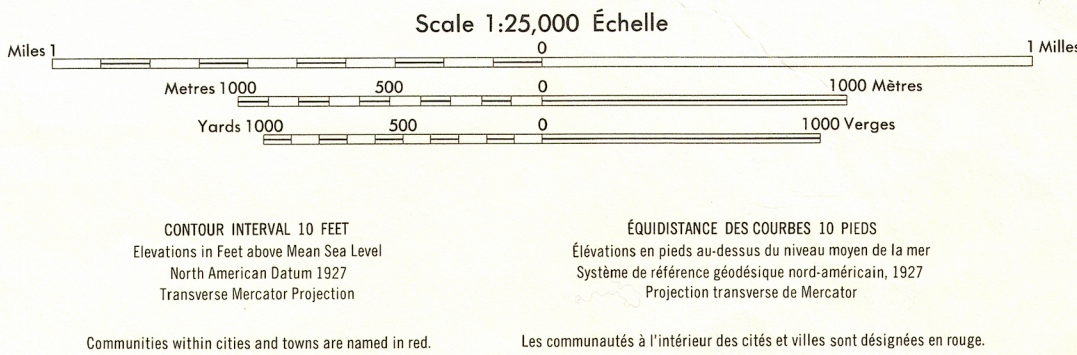 Scale 1:25,000 Échelle
Miles 1 0 1 Milles
Metres 1000 500 0 1000 Mètres
Yards 1000 500 0 1000 Verges
CONTOUR INTERVAL 10 FEET
Elevations in Feet above Mean Sea Level
North American Datum 1927
Transverse Mercator Projection
ÉQUIDISTANCE DES COURBES 10 PIEDS
Élévations en pieds au-dessus du niveau moyen de la mer
Système de référence géodésique nord-américain, 1927
Projection transverse de Mercator
Communities within cities and towns are named in red.
Les communautés à l'intérieur des cités et villes sont désignées en rouge.